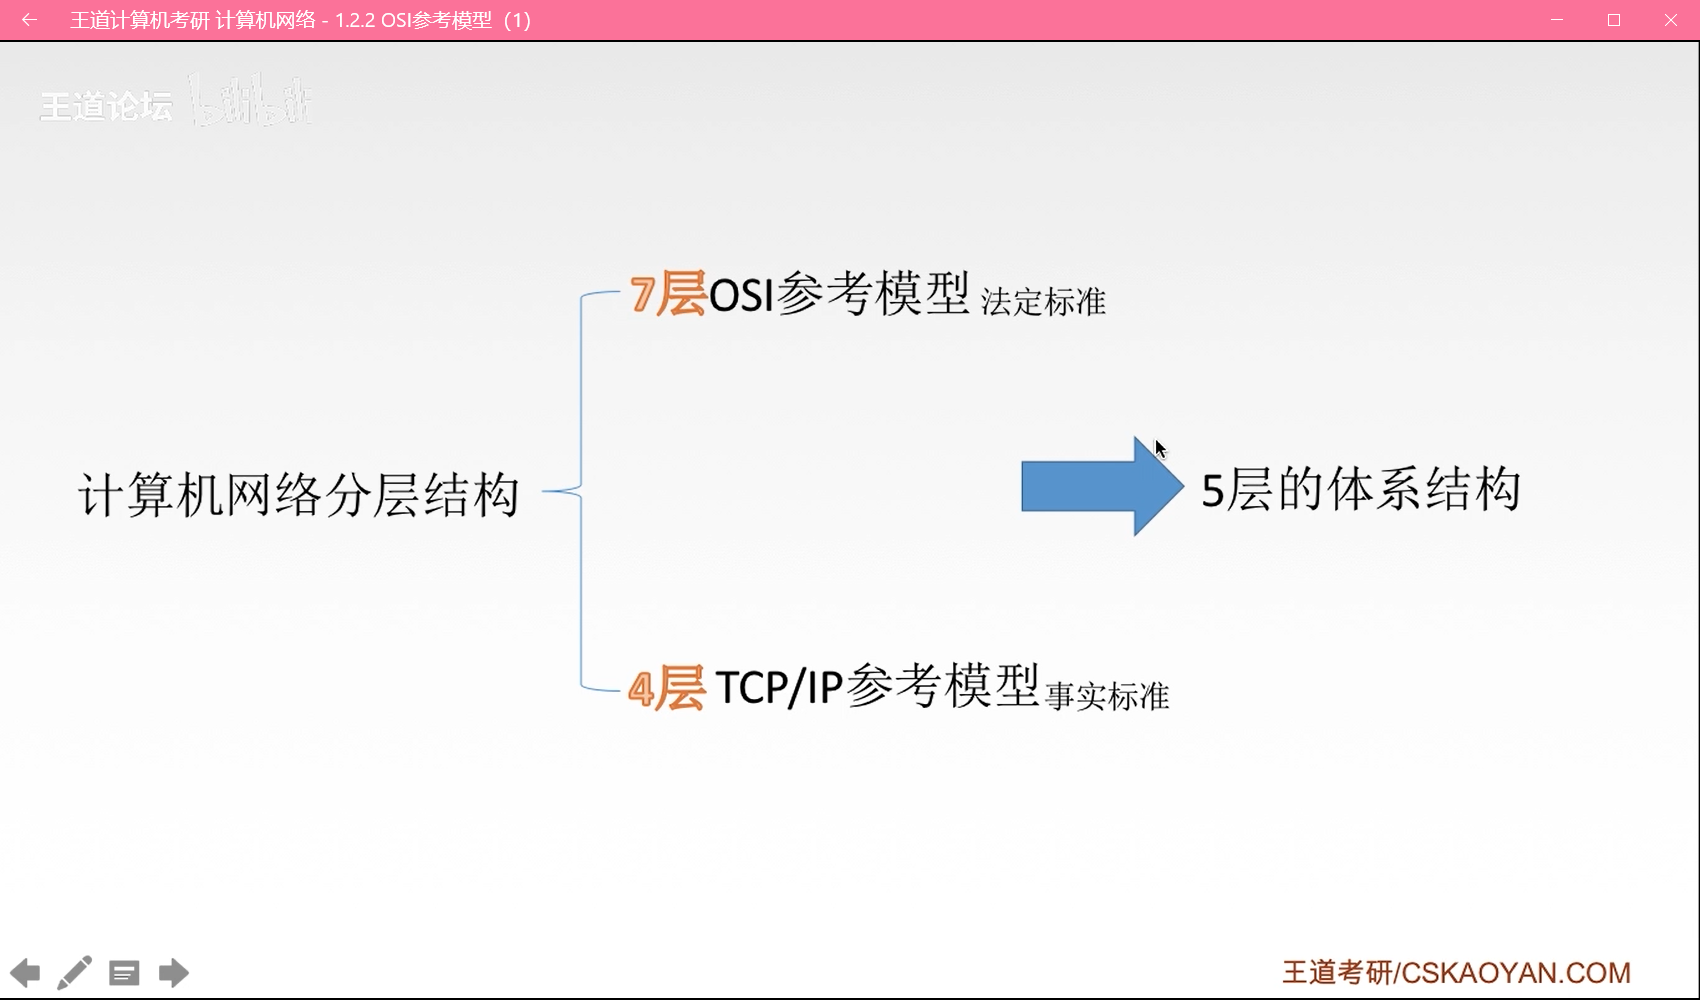 王道计算机考研 计算机网络 - 1.2.2 OSI参考模型（1）
王道论坛 bilibili
7层OSI参考模型 法定标准
计算机网络分层结构
5层的体系结构
4层 TCP/IP参考模型 事实标准
王道考研/CSKAOYAN.COM